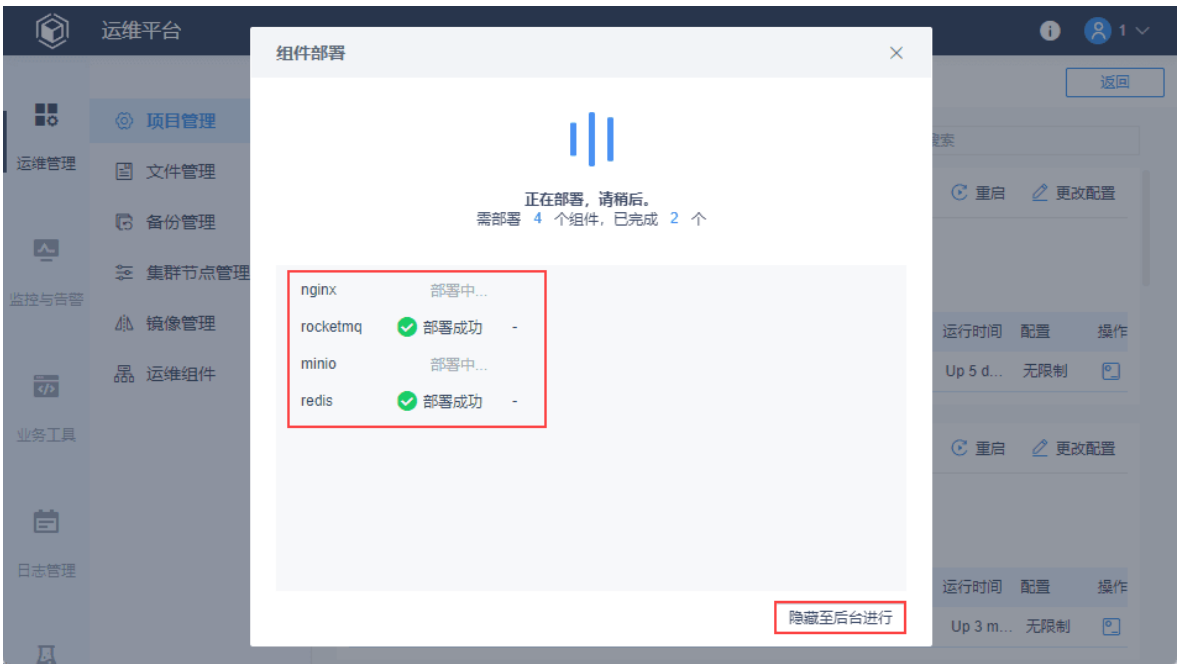 运维平台
1
组件部署
返回
运维管理
项目管理
文件管理
备份管理
集群节点管理
镜像管理
运维组件
监控与告警
业务工具
日志管理
正在部署，请稍后。
需部署 4 个组件，已完成 2 个
nginx 部署中...
rocketmq 部署成功 -
minio 部署中...
redis 部署成功 -
隐藏至后台进行
搜索
重启 更改配置
运行时间 配置 操作
Up 5 d... 无限制
重启 更改配置
运行时间 配置 操作
Up 3 m... 无限制